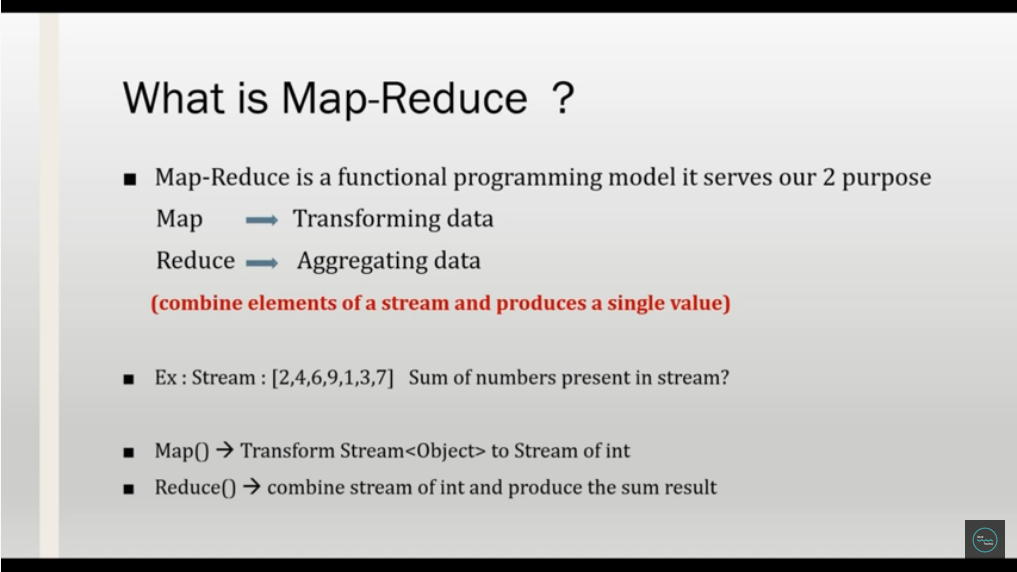 What is Map-Reduce ?
■ Map-Reduce is a functional programming model it serves our 2 purpose
Map → Transforming data
Reduce → Aggregating data
(combine elements of a stream and produces a single value)
■ Ex : Stream : [2,4,6,9,1,3,7] Sum of numbers present in stream?
■ Map() → Transform Stream<Object> to Stream of int
■ Reduce() → combine stream of int and produce the sum result